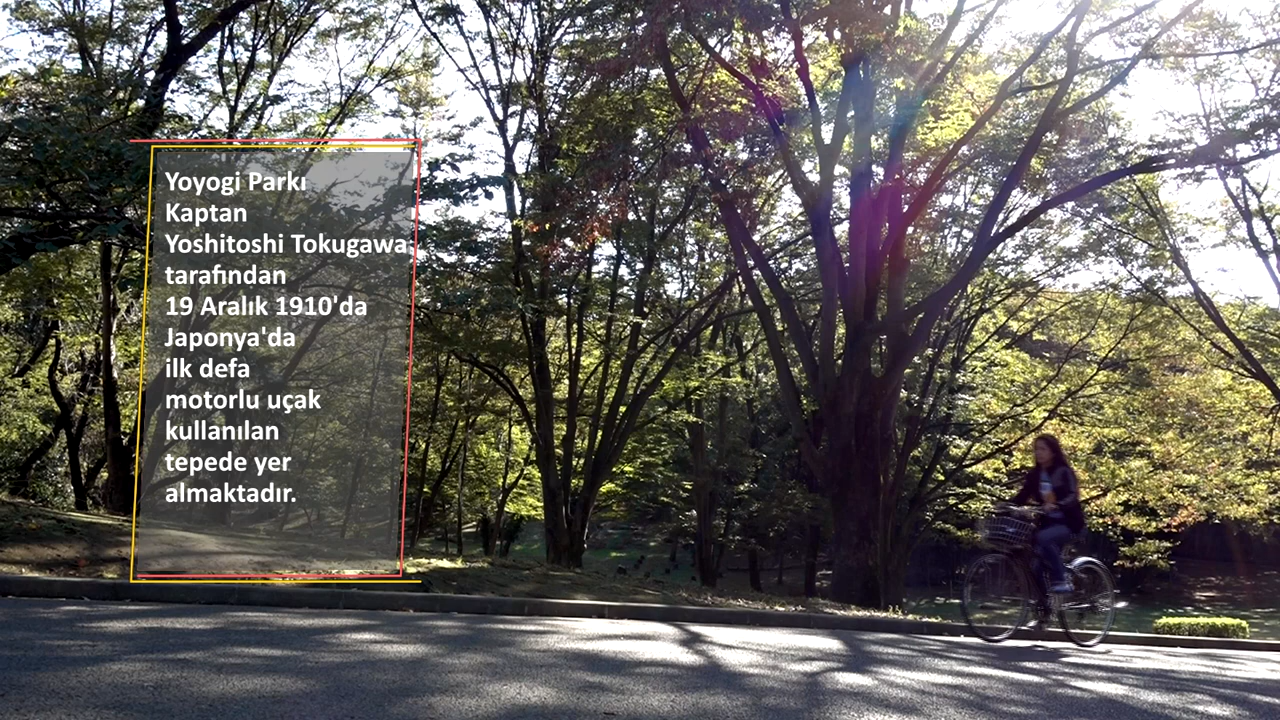 Yoyogi Parkı
Kaptan
Yoshitoshi Tokugawa
tarafından
19 Aralık 1910'da
Japonya'da
ilk defa
motorlu uçak
kullanılan
tepede yer
almaktadır.